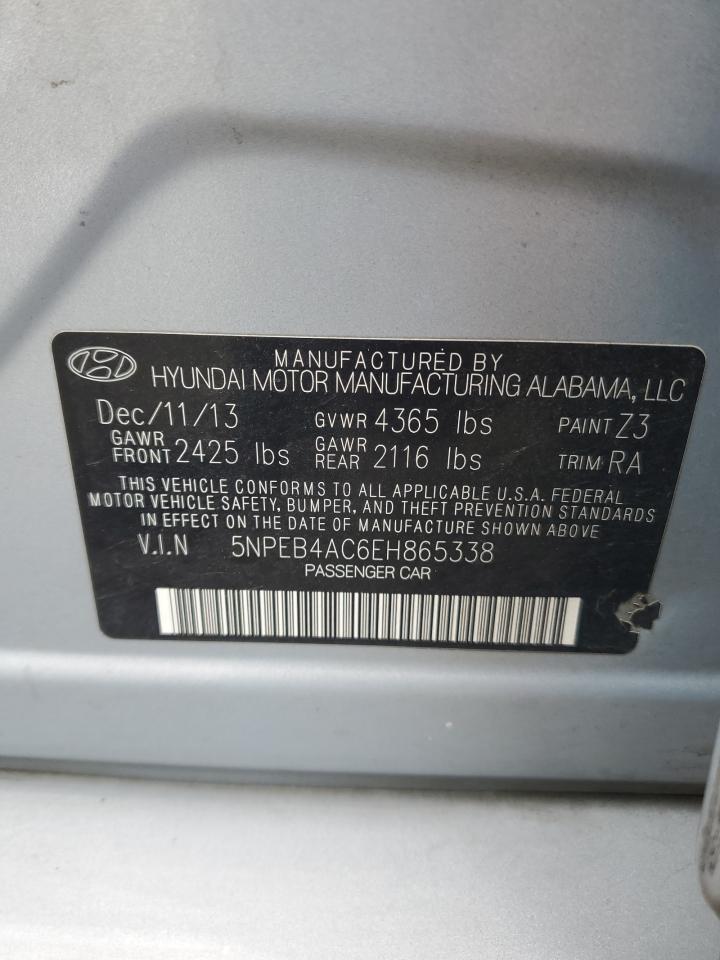 MANUFACTURED BY
HYUNDAI MOTOR MANUFACTURING ALABAMA, LLC
Dec/11/13 GVWR 4365 lbs PAINT Z3
GAWR FRONT 2425 lbs GAWR REAR 2116 lbs TRIM RA
THIS VEHICLE CONFORMS TO ALL APPLICABLE U.S.A. FEDERAL
MOTOR VEHICLE SAFETY, BUMPER, AND THEFT PREVENTION STANDARDS
IN EFFECT ON THE DATE OF MANUFACTURE SHOWN ABOVE
V.I.N 5NPEB4AC6EH865338
PASSENGER CAR